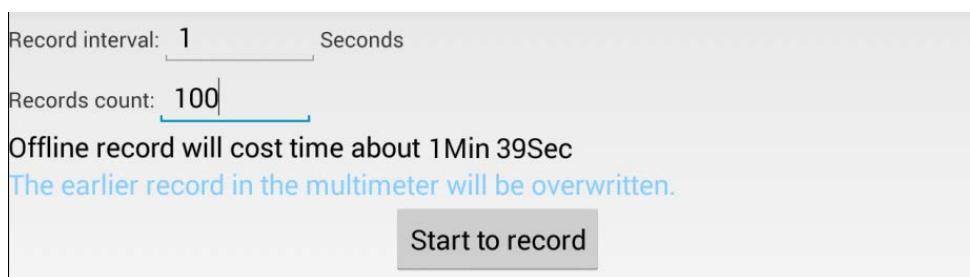 Record interval: 1 Seconds
Records count: 100
Offline record will cost time about 1Min 39Sec
The earlier record in the multimeter will be overwritten.
Start to record